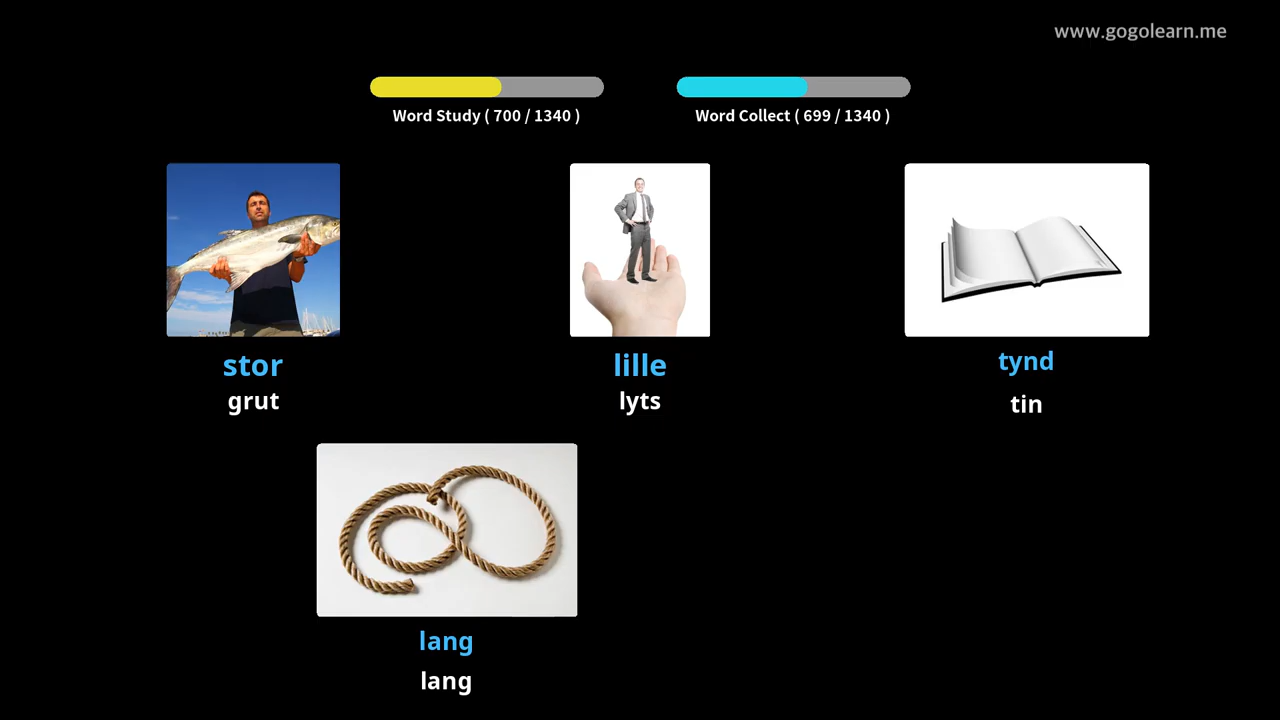 www.gogolearn.me
Word Study ( 700 / 1340 )
Word Collect ( 699 / 1340 )
stor
grut
lille
lyts
tynd
tin
lang
lang